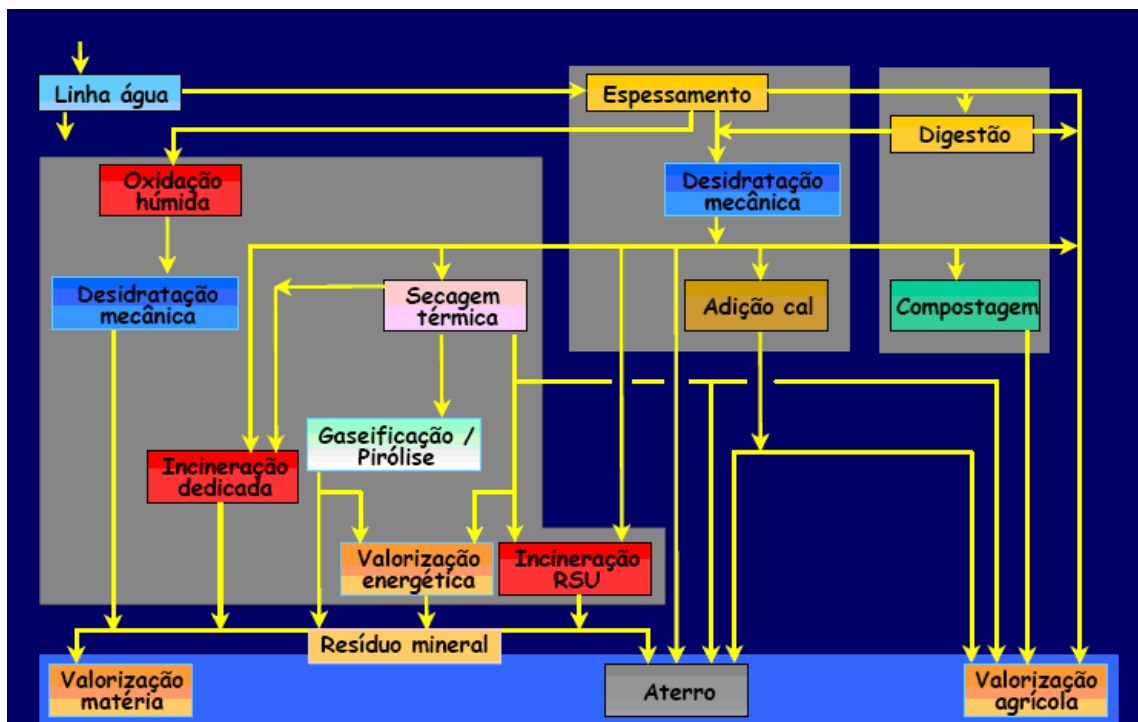 Linha água
Espessamento
Digestão
Oxidação
húmida
Desidratação
mecânica
Desidratação
mecânica
Secagem
térmica
Adição cal
Compostagem
Gaseificação /
Pirólise
Incineração
dedicada
Valorização
energética
Incineração
RSU
Resíduo mineral
Valorização
matéria
Aterro
Valorização
agrícola